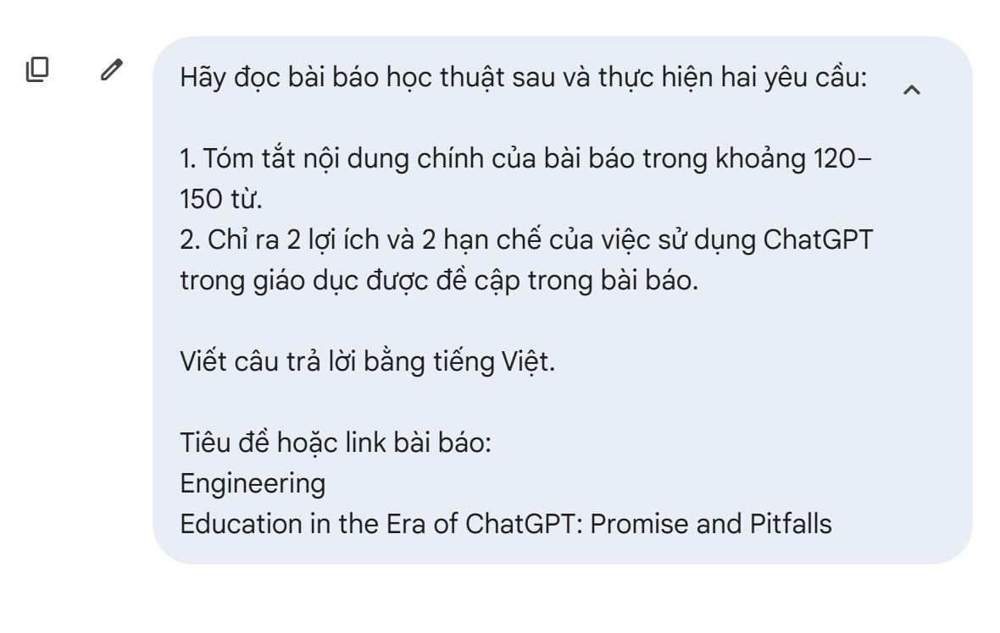 Hãy đọc bài báo học thuật sau và thực hiện hai yêu cầu:
1. Tóm tắt nội dung chính của bài báo trong khoảng 120–
150 từ.
2. Chỉ ra 2 lợi ích và 2 hạn chế của việc sử dụng ChatGPT
trong giáo dục được đề cập trong bài báo.
Viết câu trả lời bằng tiếng Việt.
Tiêu đề hoặc link bài báo:
Engineering
Education in the Era of ChatGPT: Promise and Pitfalls